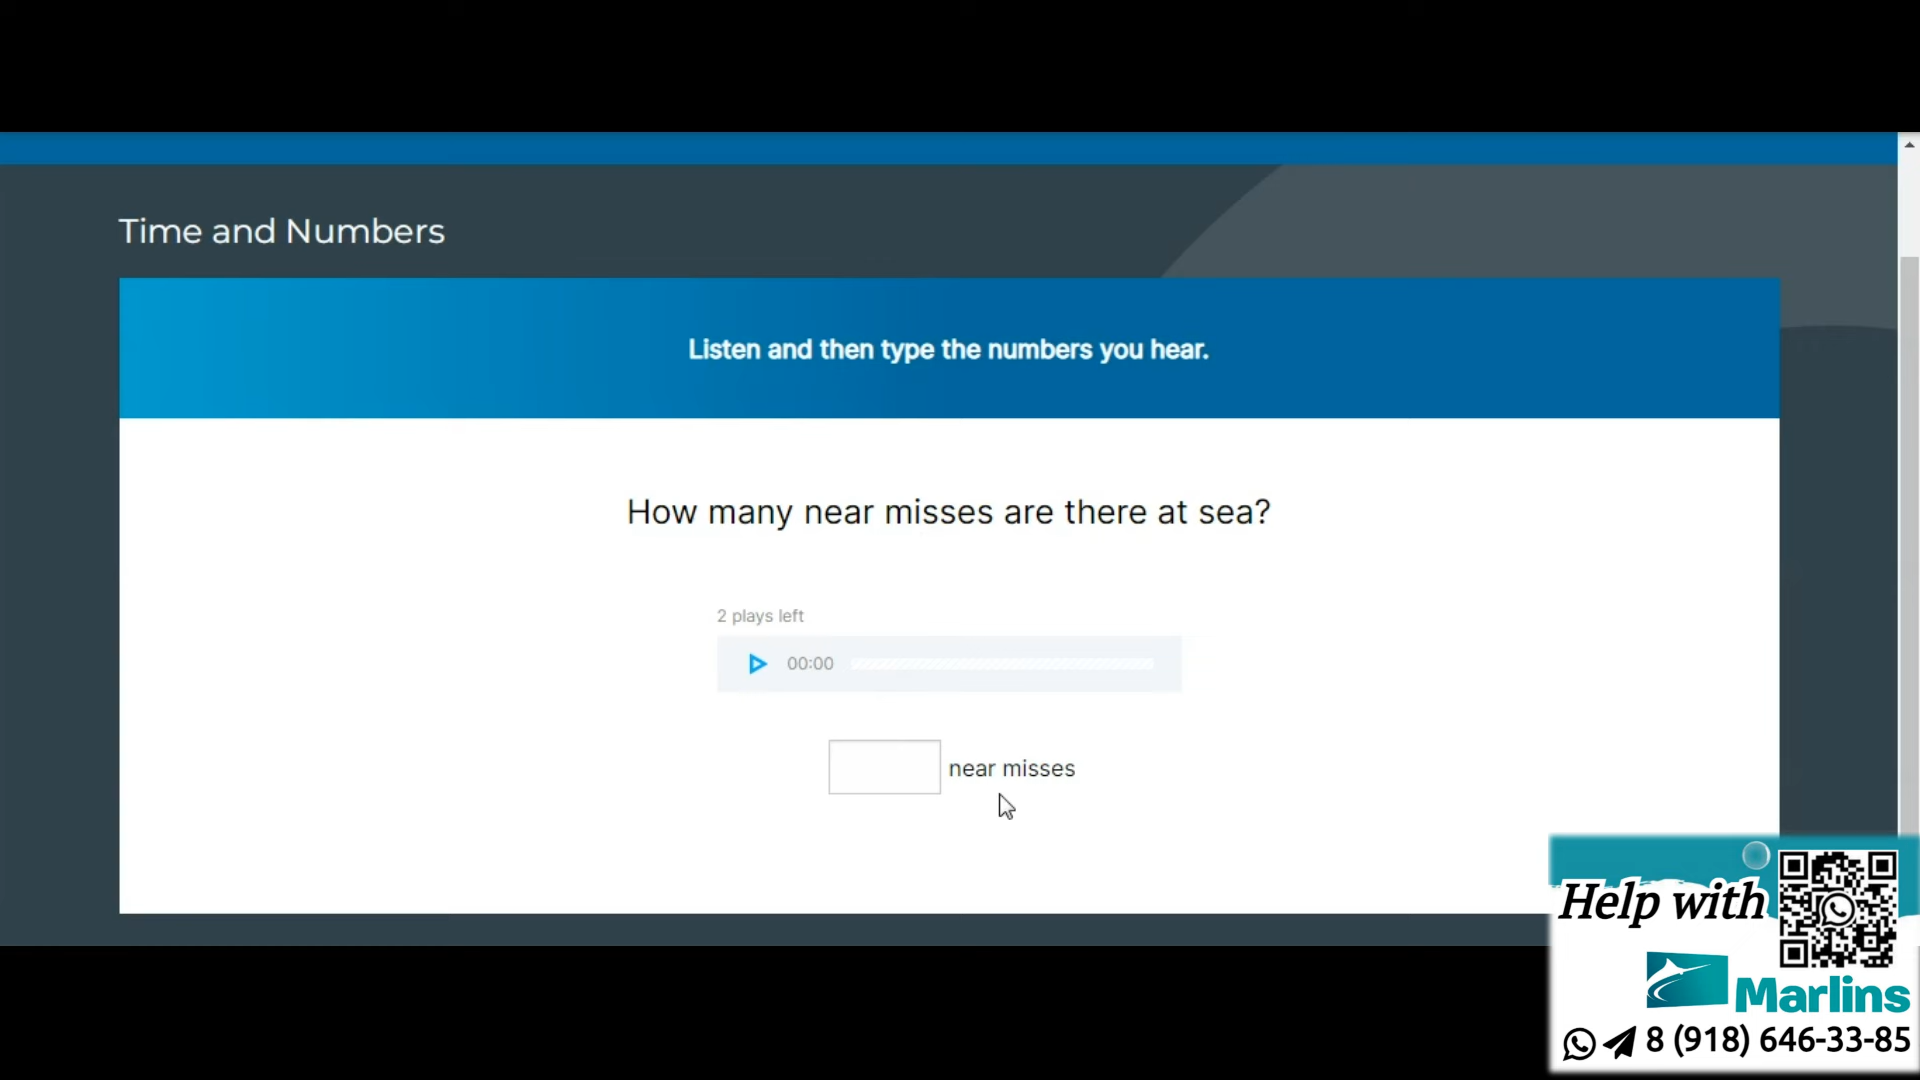 Time and Numbers
Listen and then type the numbers you hear.
How many near misses are there at sea?
2 plays left
00:00
near misses
Help with
Marlins
8 (918) 646-33-85